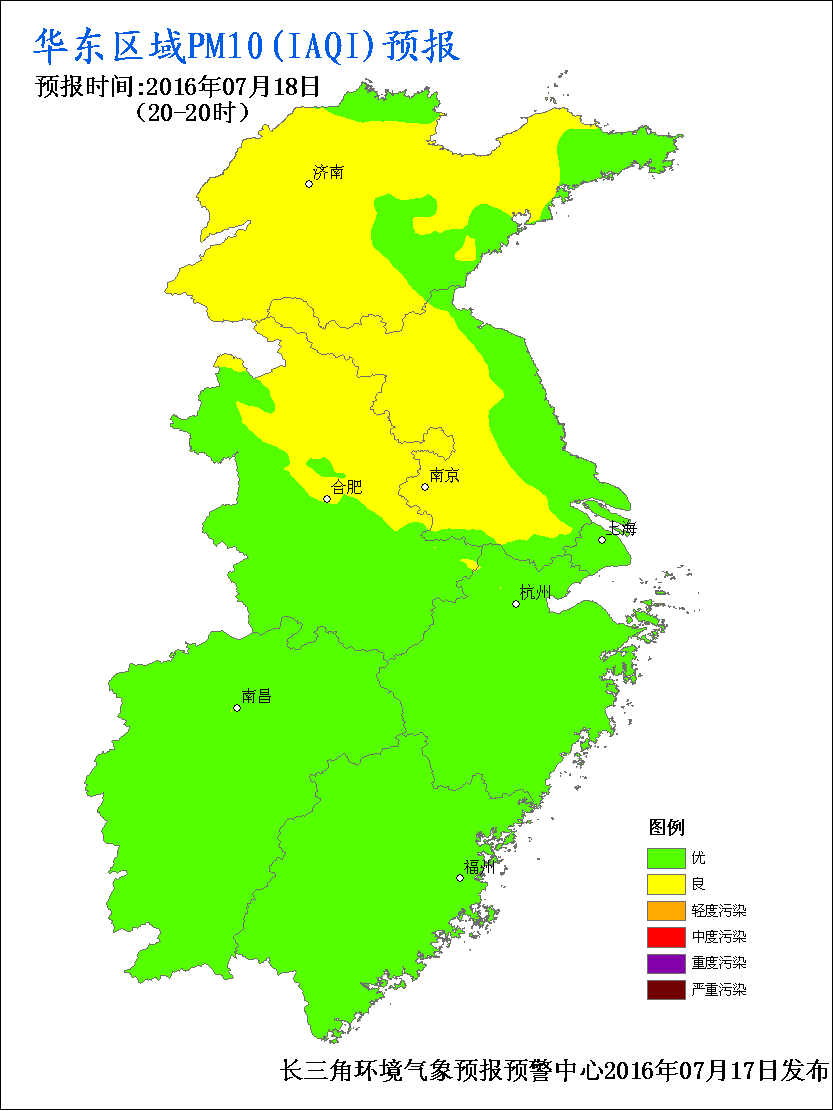 华东区域PM10(IAQI)预报
预报时间:2016年07月18日
（20-20时）
济南
南京
合肥
上海
杭州
南昌
福州
图例
优
良
轻度污染
中度污染
重度污染
严重污染
长三角环境气象预报预警中心2016年07月17日发布